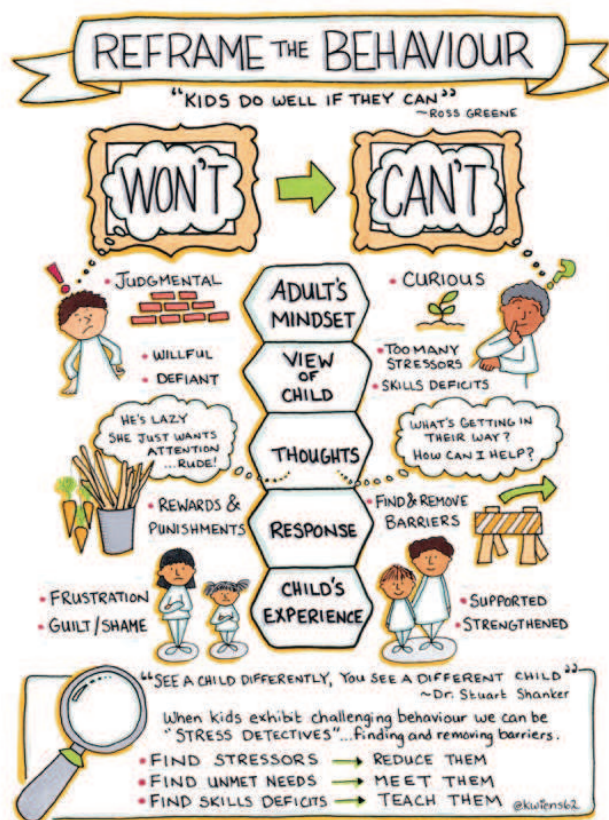 REFRAME THE BEHAVIOUR
"KIDS DO WELL IF THEY CAN"
~ROSS GREENE
WON'T
CAN'T
• JUDGMENTAL
ADULT'S
MINDSET
• CURIOUS
• WILLFUL
• DEFIANT
VIEW
OF
CHILD
• TOO MANY
STRESSORS
• SKILLS DEFICITS
HE'S LAZY
SHE JUST WANTS
ATTENTION
...RUDE!
THOUGHTS
WHAT'S GETTING IN
THEIR WAY?
HOW CAN I HELP?
• REWARDS &
PUNISHMENTS
RESPONSE
• FIND & REMOVE
BARRIERS
• FRUSTRATION
• GUILT/SHAME
CHILD'S
EXPERIENCE
• SUPPORTED
• STRENGTHENED
"SEE A CHILD DIFFERENTLY, YOU SEE A DIFFERENT CHILD"
~Dr. Stuart Shanker
When kids exhibit challenging behaviour we can be
"STRESS DETECTIVES"...finding and removing barriers.
• FIND STRESSORS → REDUCE THEM
• FIND UNMET NEEDS → MEET THEM
• FIND SKILLS DEFICITS → TEACH THEM
@kwiens62